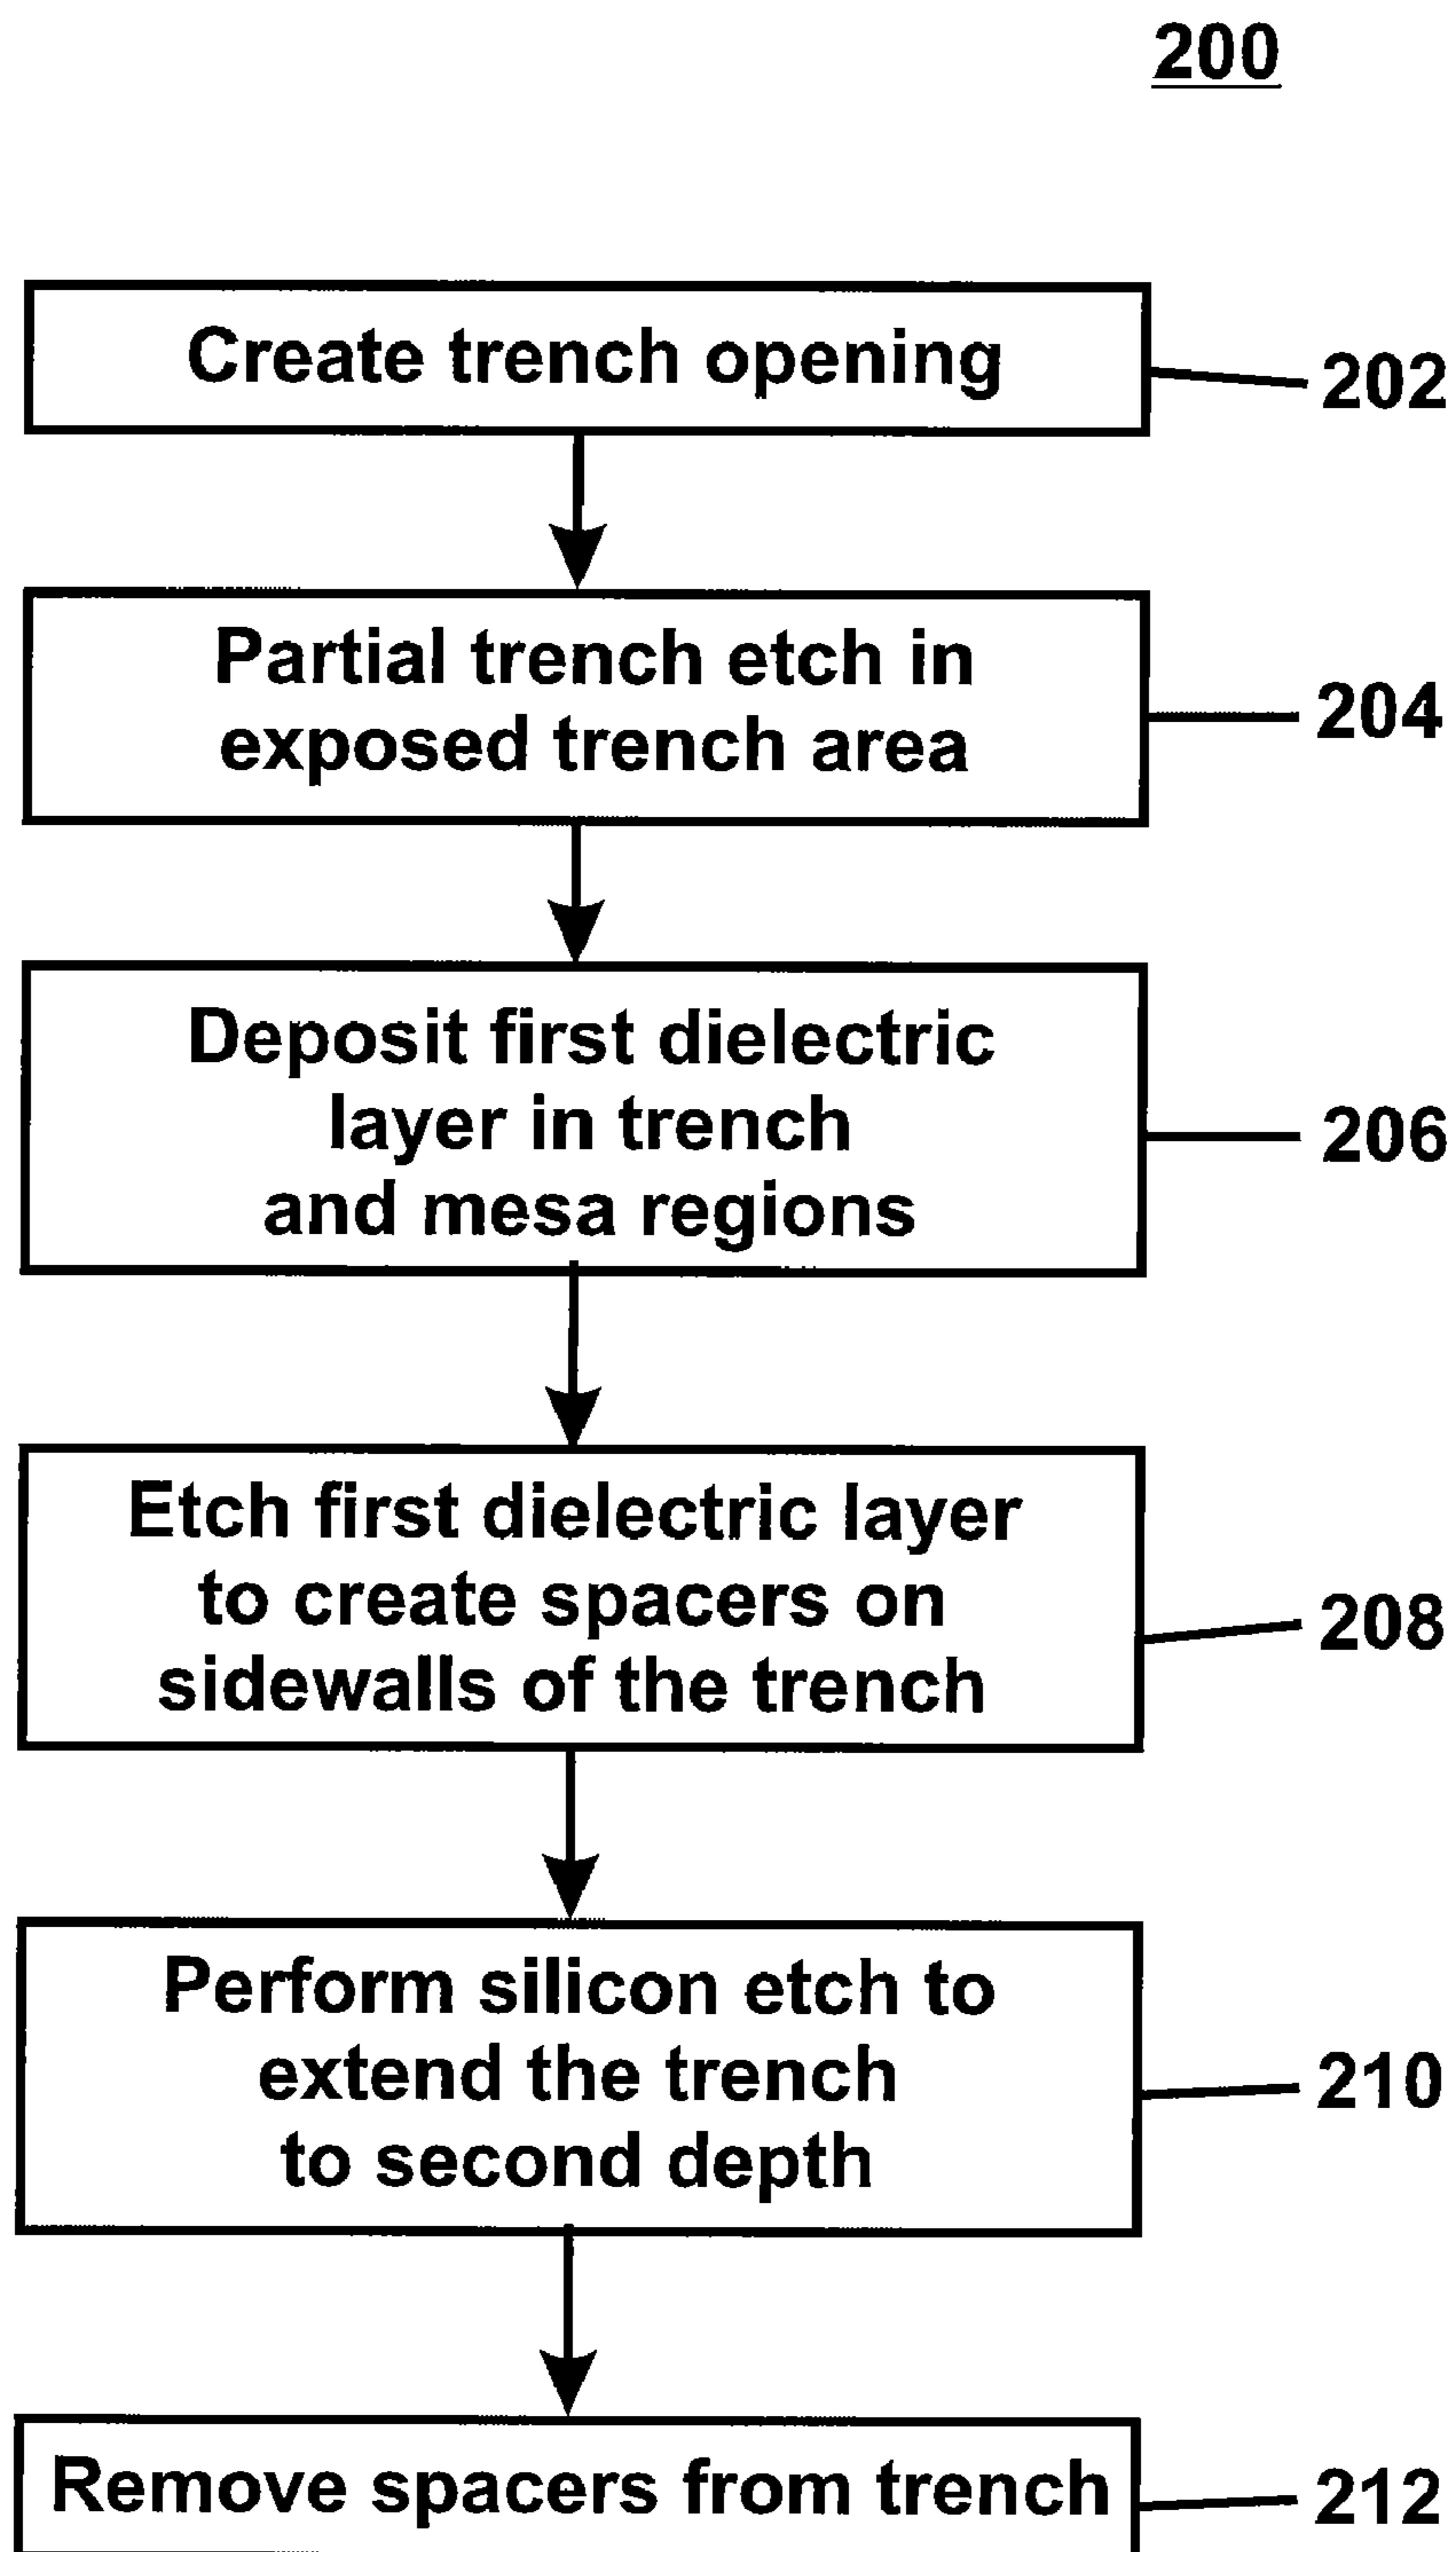 200
Create trench opening
202
Partial trench etch in
exposed trench area
204
Deposit first dielectric
layer in trench
and mesa regions
206
Etch first dielectric layer
to create spacers on
sidewalls of the trench
208
Perform silicon etch to
extend the trench
to second depth
210
Remove spacers from trench
212